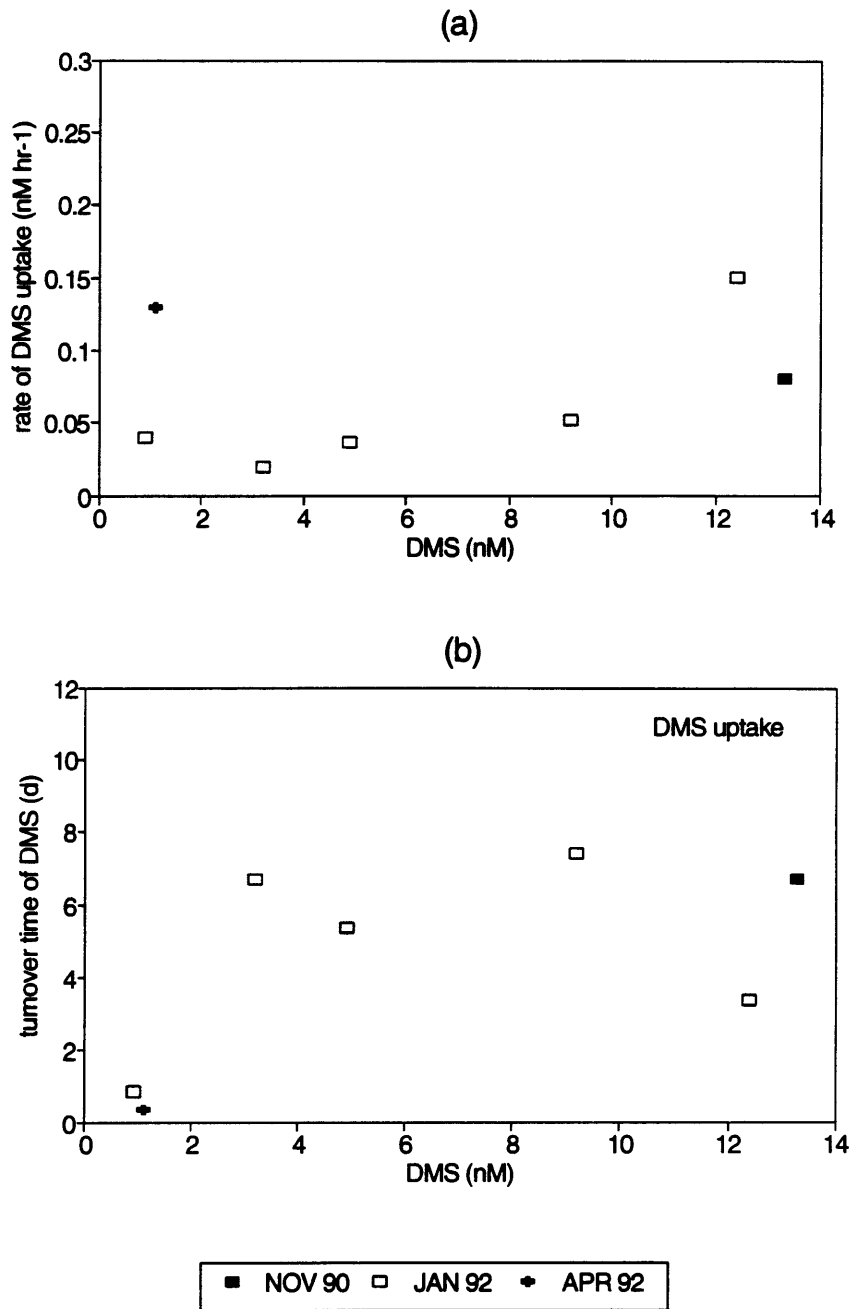 (a)
rate of DMS uptake (nM hr-1)
0.3
0.25
0.2
0.15
0.1
0.05
0
0 2 4 6 8 10 12 14
DMS (nM)
(b)
turnover time of DMS (d)
DMS uptake
12
10
8
6
4
2
0
0 2 4 6 8 10 12 14
DMS (nM)
NOV 90 JAN 92 APR 92